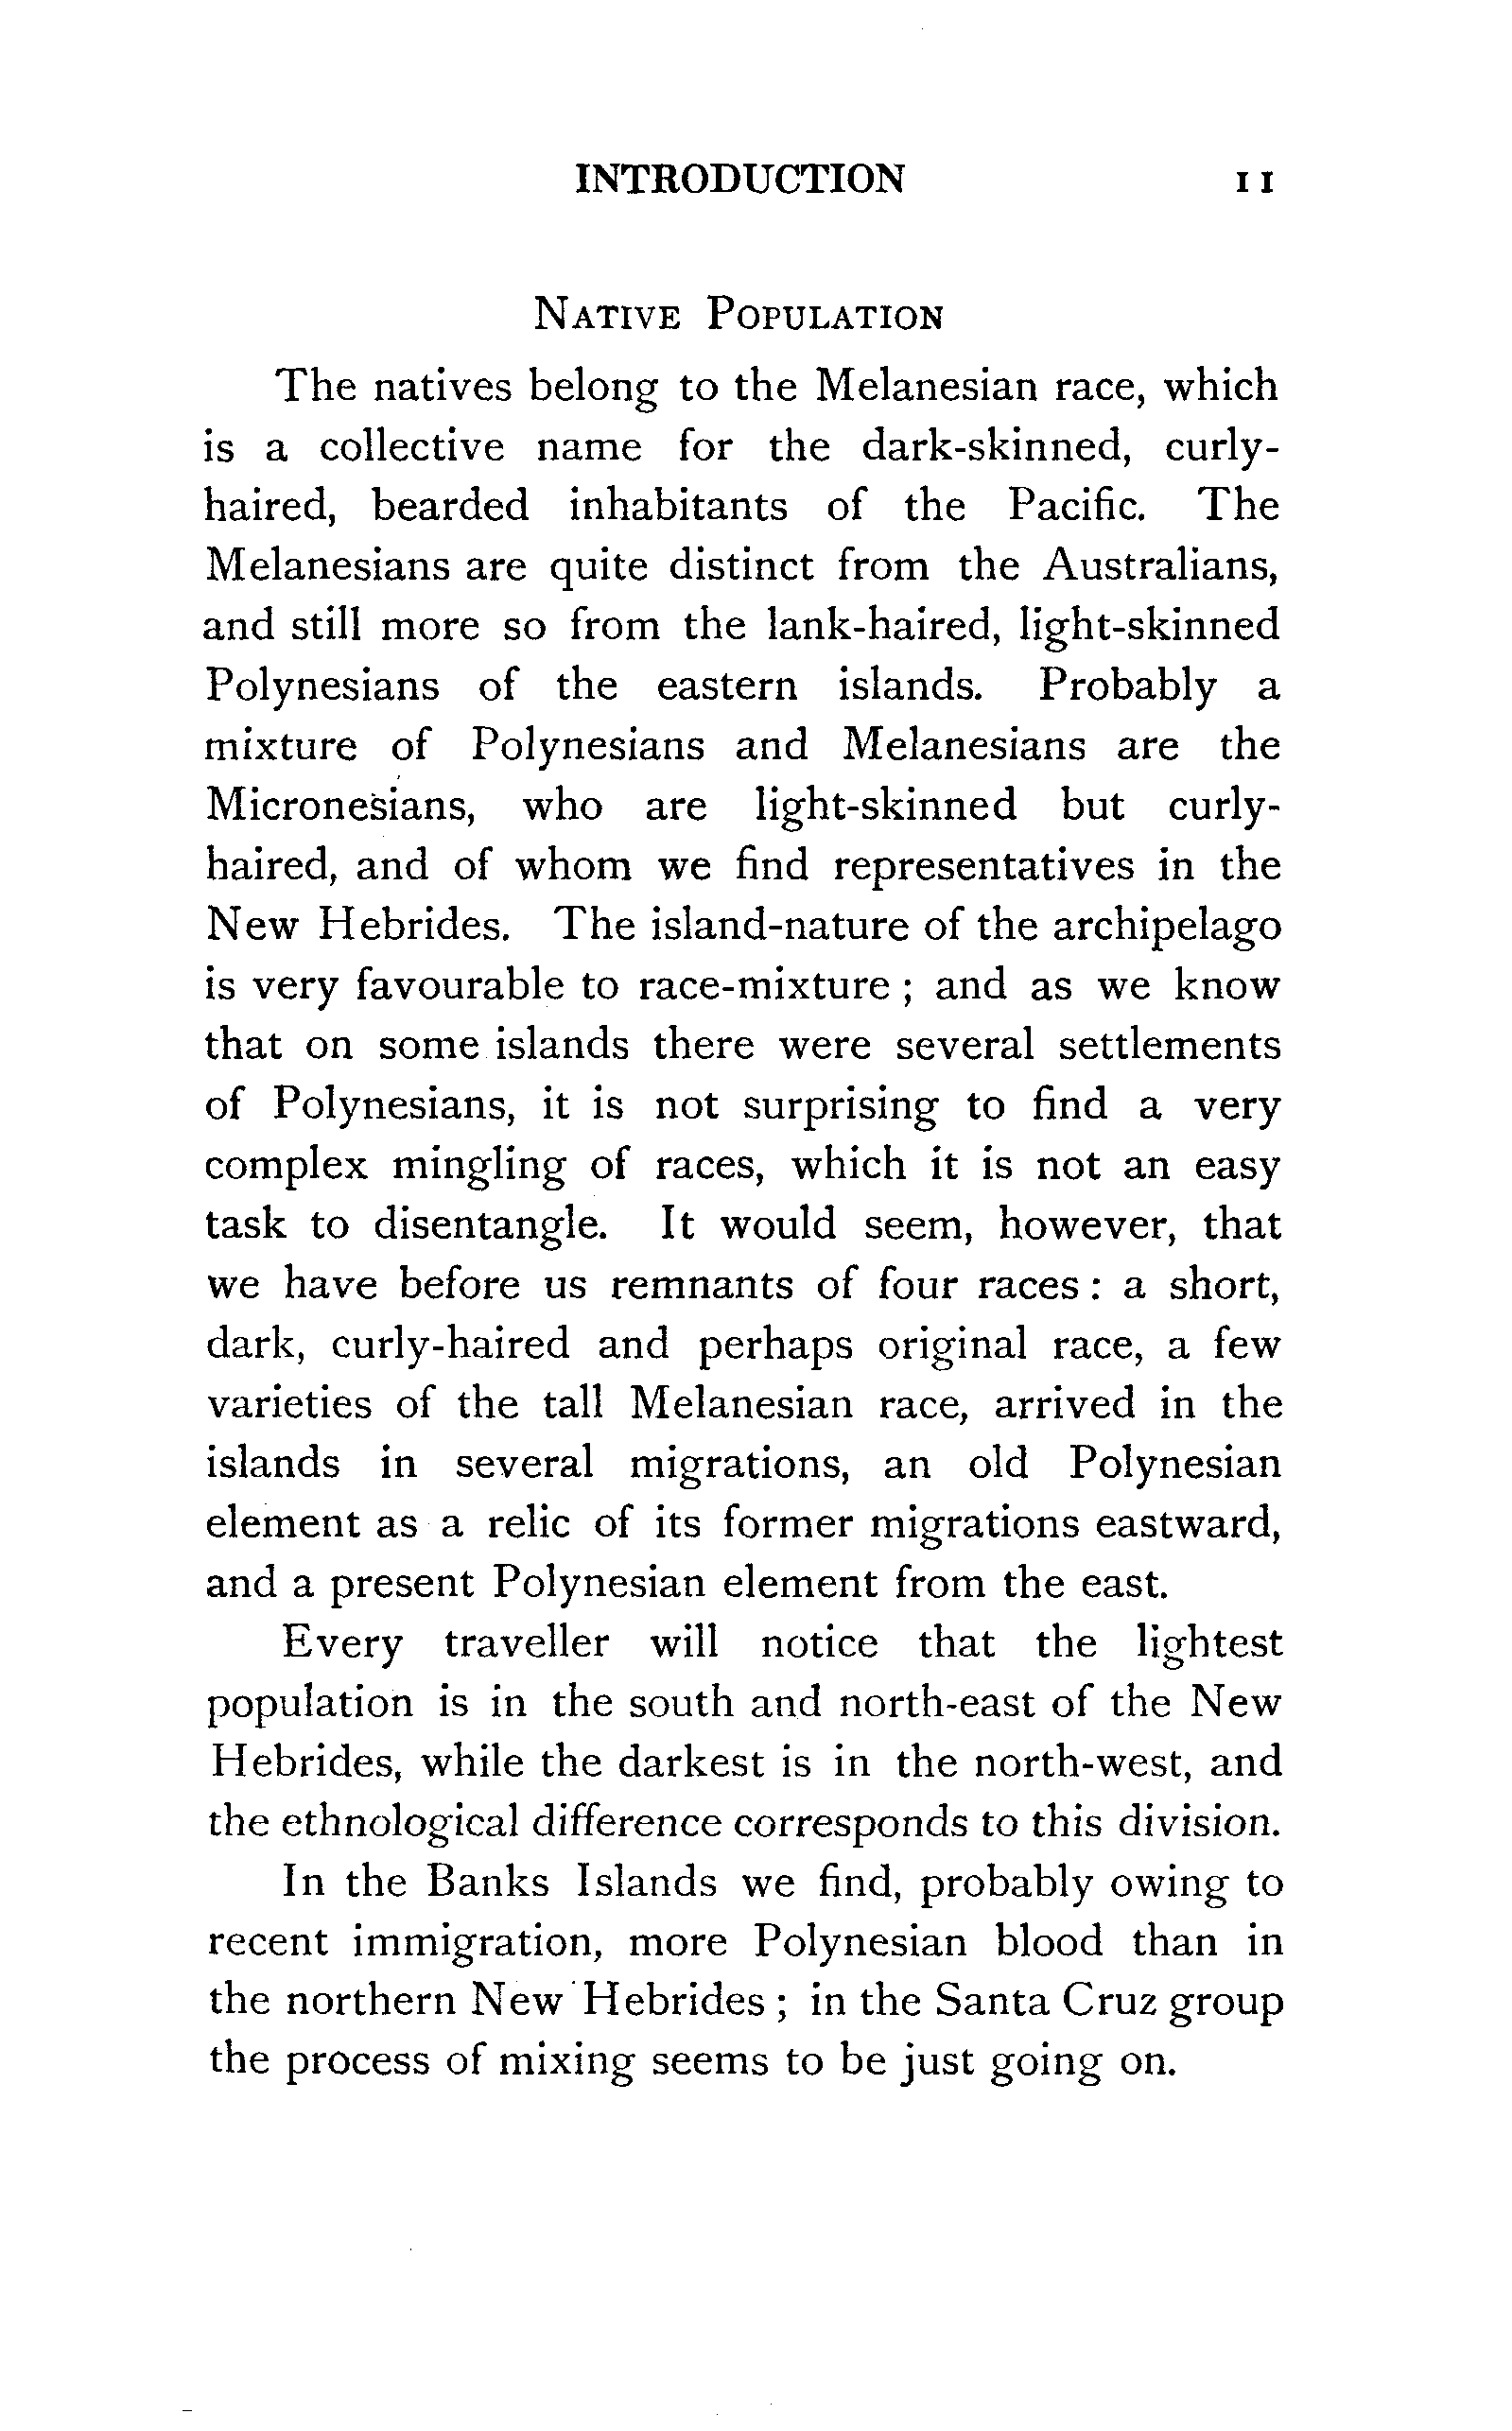 INTRODUCTION 11
Native Population
The natives belong to the Melanesian race, which
is a collective name for the dark-skinned, curly-
haired, bearded inhabitants of the Pacific. The
Melanesians are quite distinct from the Australians,
and still more so from the lank-haired, light-skinned
Polynesians of the eastern islands. Probably a
mixture of Polynesians and Melanesians are the
Micronesians, who are light-skinned but curly-
haired, and of whom we find representatives in the
New Hebrides. The island-nature of the archipelago
is very favourable to race-mixture ; and as we know
that on some islands there were several settlements
of Polynesians, it is not surprising to find a very
complex mingling of races, which it is not an easy
task to disentangle. It would seem, however, that
we have before us remnants of four races : a short,
dark, curly-haired and perhaps original race, a few
varieties of the tall Melanesian race, arrived in the
islands in several migrations, an old Polynesian
element as a relic of its former migrations eastward,
and a present Polynesian element from the east.
Every traveller will notice that the lightest
population is in the south and north-east of the New
Hebrides, while the darkest is in the north-west, and
the ethnological difference corresponds to this division.
In the Banks Islands we find, probably owing to
recent immigration, more Polynesian blood than in
the northern New Hebrides ; in the Santa Cruz group
the process of mixing seems to be just going on.